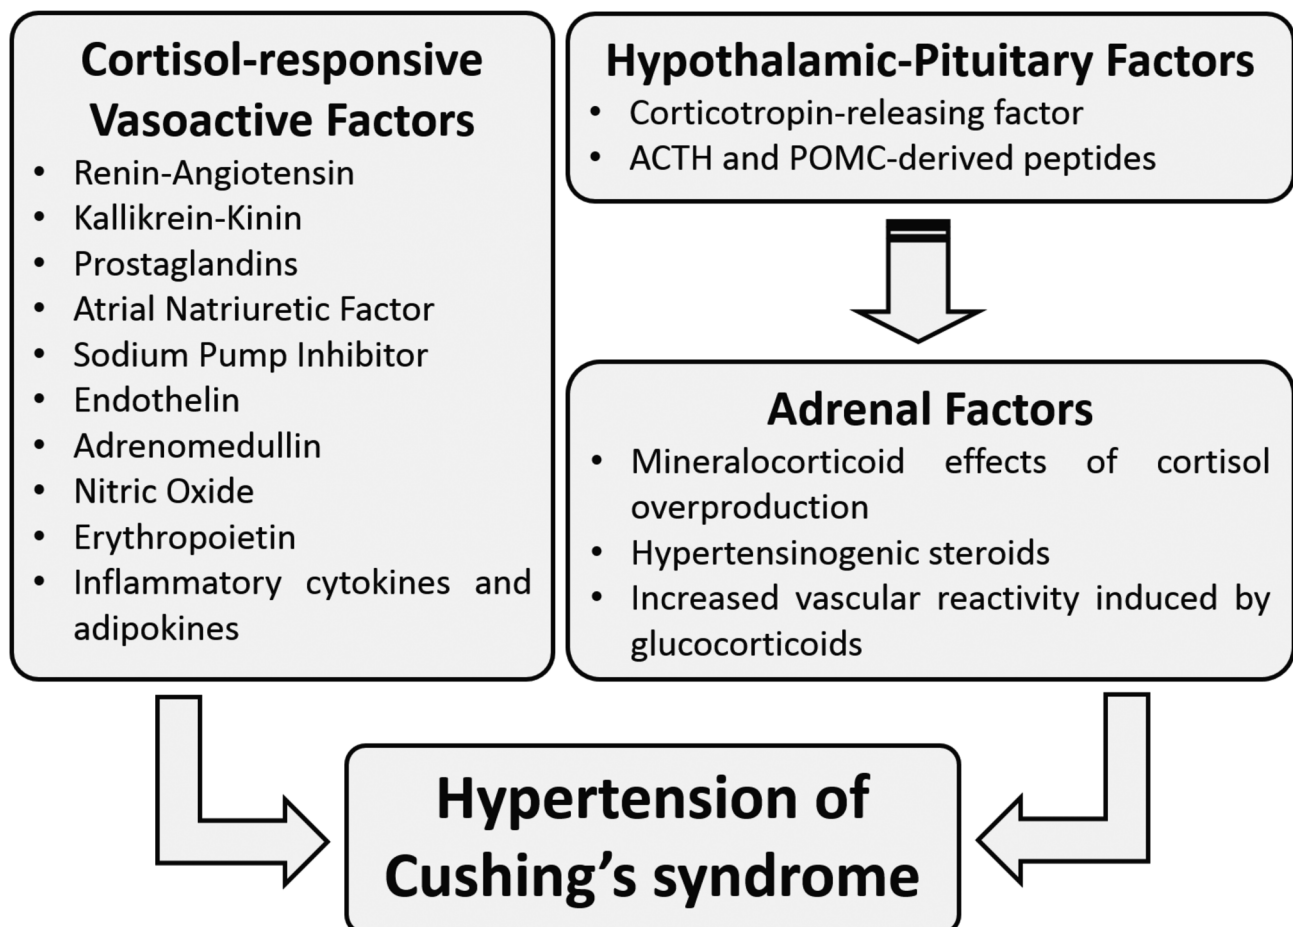 Cortisol-responsive
Vasoactive Factors
• Renin-Angiotensin
• Kallikrein-Kinin
• Prostaglandins
• Atrial Natriuretic Factor
• Sodium Pump Inhibitor
• Endothelin
• Adrenomedullin
• Nitric Oxide
• Erythropoietin
• Inflammatory cytokines and
adipokines
Hypothalamic-Pituitary Factors
• Corticotropin-releasing factor
• ACTH and POMC-derived peptides
Adrenal Factors
• Mineralocorticoid effects of cortisol
overproduction
• Hypertensinogenic steroids
• Increased vascular reactivity induced by
glucocorticoids
Hypertension of
Cushing’s syndrome